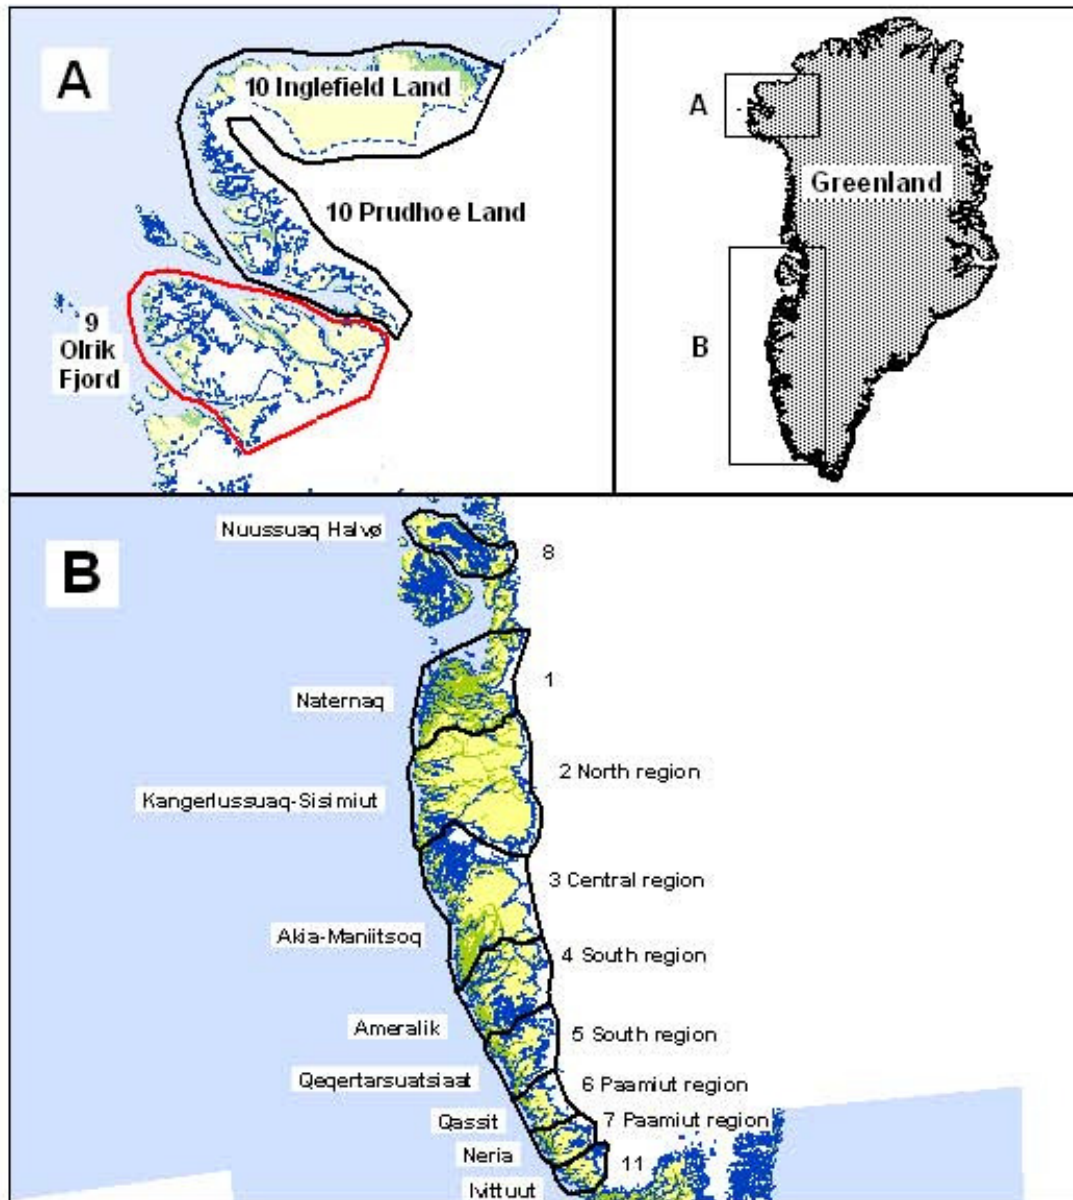 A
10 Inglefield Land
10 Prudhoe Land
9
Olrik
Fjord
A
Greenland
B
B
Nuussuaq Halvø
8
Naternaq
1
Kangerlussuaq-Sisimiut
2 North region
Akia-Maniitsoq
3 Central region
Ameralik
4 South region
Qeqertarsuatsiaat
5 South region
Qassit
6 Paamiut region
Neria
7 Paamiut region
Ivittuut
11